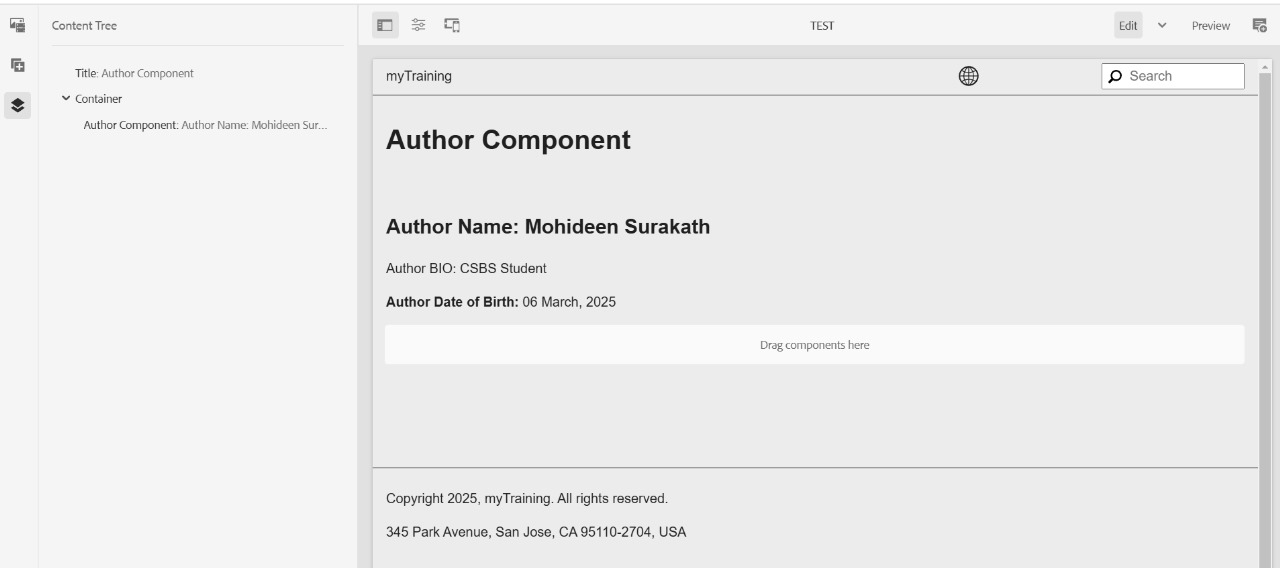 Content Tree
TEST
Edit
Preview
Title: Author Component
Container
Author Component: Author Name: Mohideen Sur...
myTraining
Search
Author Component
Author Name: Mohideen Surakath
Author BIO: CSBS Student
Author Date of Birth: 06 March, 2025
Drag components here
Copyright 2025, myTraining. All rights reserved.
345 Park Avenue, San Jose, CA 95110-2704, USA